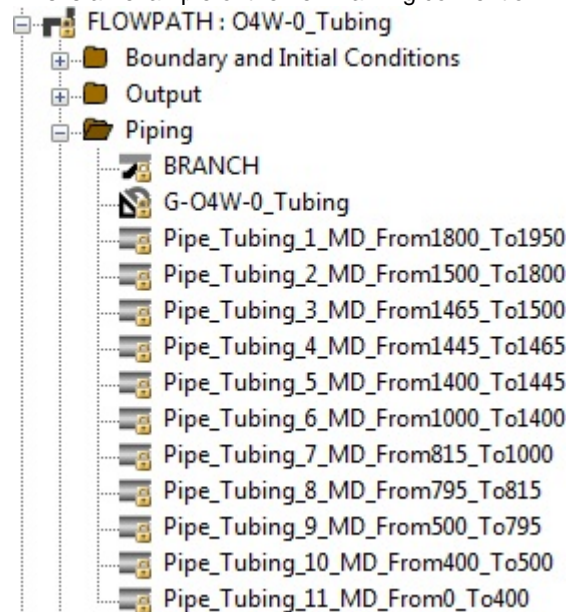 FLOWPATH : O4W-0_Tubing
Boundary and Initial Conditions
Output
Piping
BRANCH
G-O4W-0_Tubing
Pipe_Tubing_1_MD_From1800_To1950
Pipe_Tubing_2_MD_From1500_To1800
Pipe_Tubing_3_MD_From1465_To1500
Pipe_Tubing_4_MD_From1445_To1465
Pipe_Tubing_5_MD_From1400_To1445
Pipe_Tubing_6_MD_From1000_To1400
Pipe_Tubing_7_MD_From815_To1000
Pipe_Tubing_8_MD_From795_To815
Pipe_Tubing_9_MD_From500_To795
Pipe_Tubing_10_MD_From400_To500
Pipe_Tubing_11_MD_From0_To400